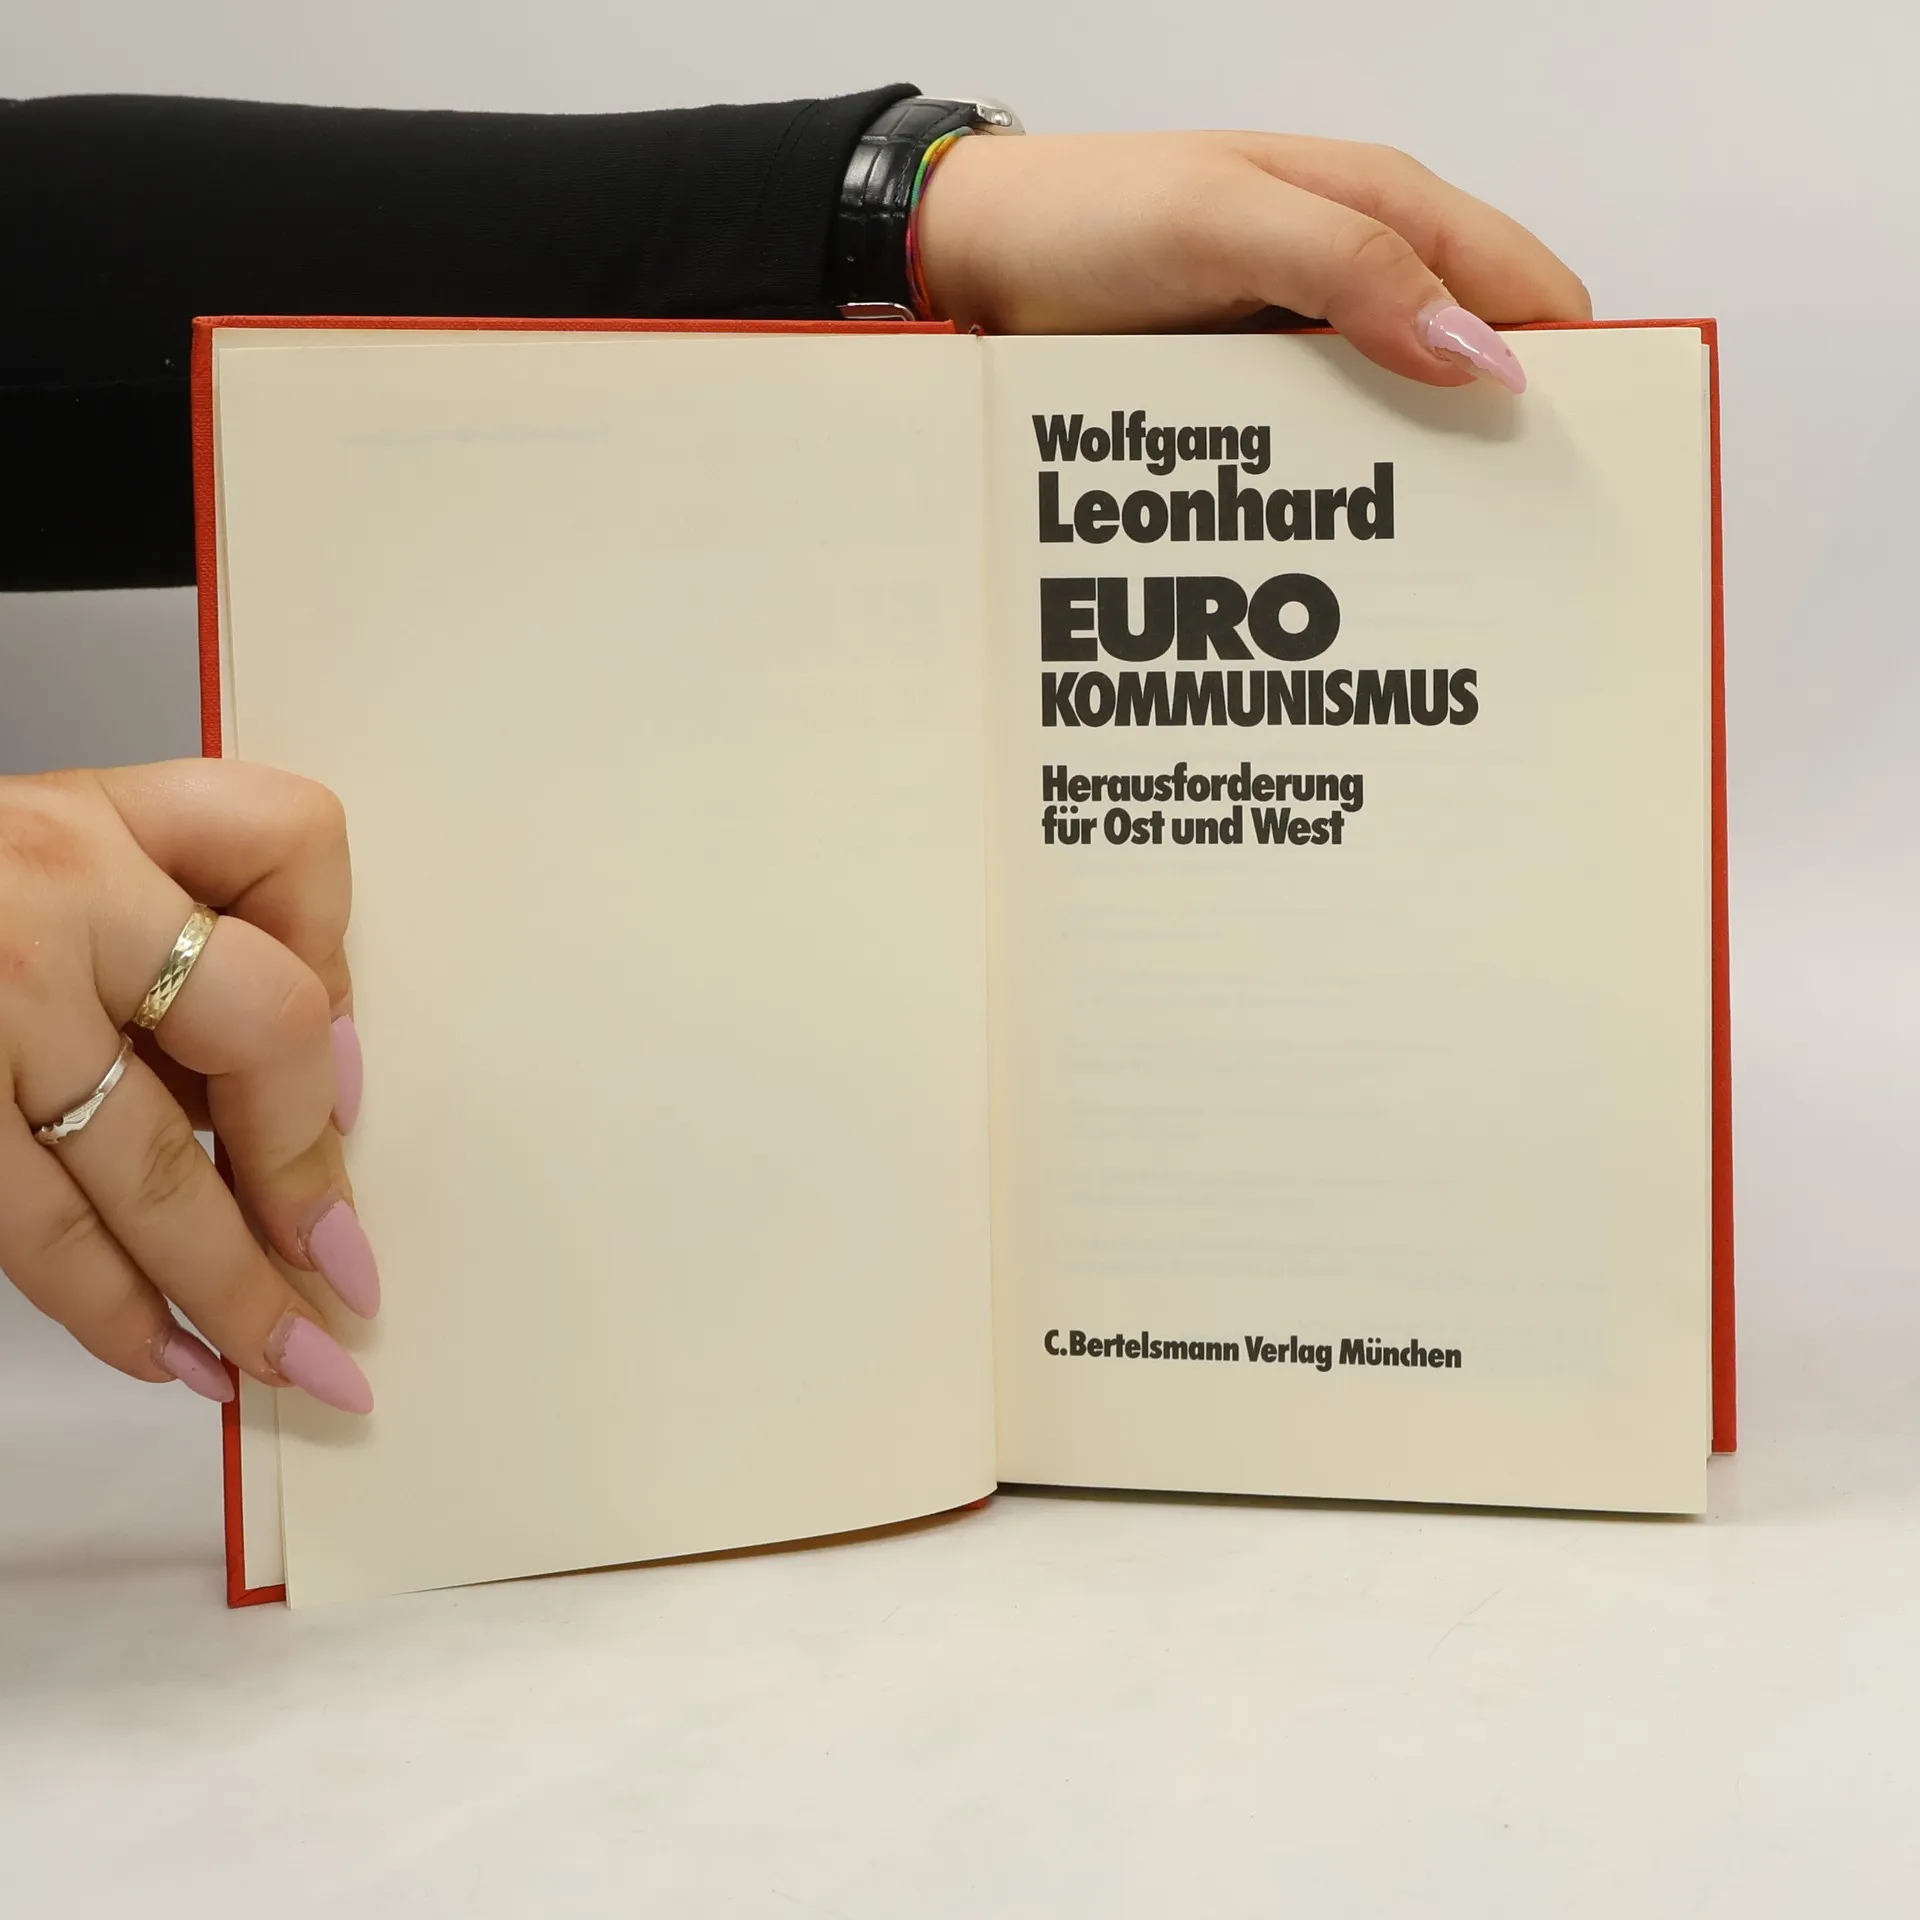 Wolfgang
Leonhard
EURO
KOMMUNISMUS
Herausforderung
für Ost und West
C.Bertelsmann Verlag München